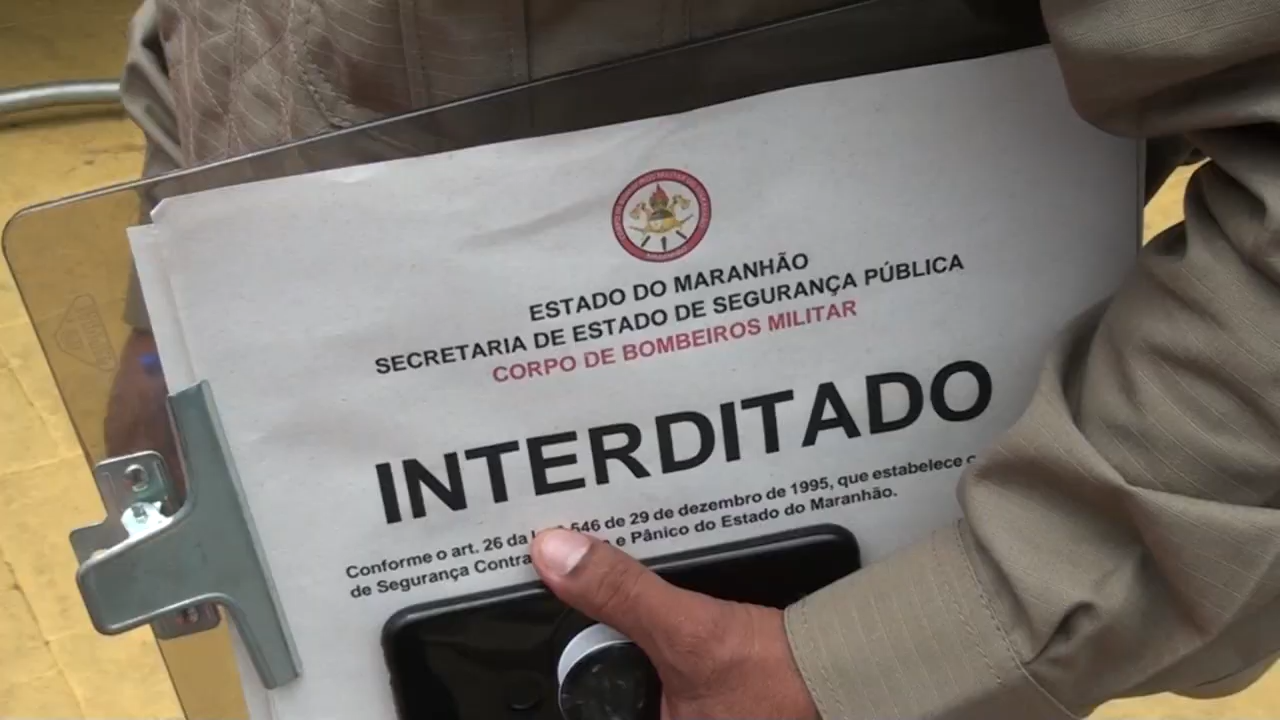 ESTADO DO MARANHÃO
SECRETARIA DE ESTADO DE SEGURANÇA PÚBLICA
CORPO DE BOMBEIROS MILITAR
INTERDITADO
Conforme o art. 26 da 546 de 29 de dezembro de 1995, que estabelece
de Segurança Contra e Pânico do Estado do Maranhão.